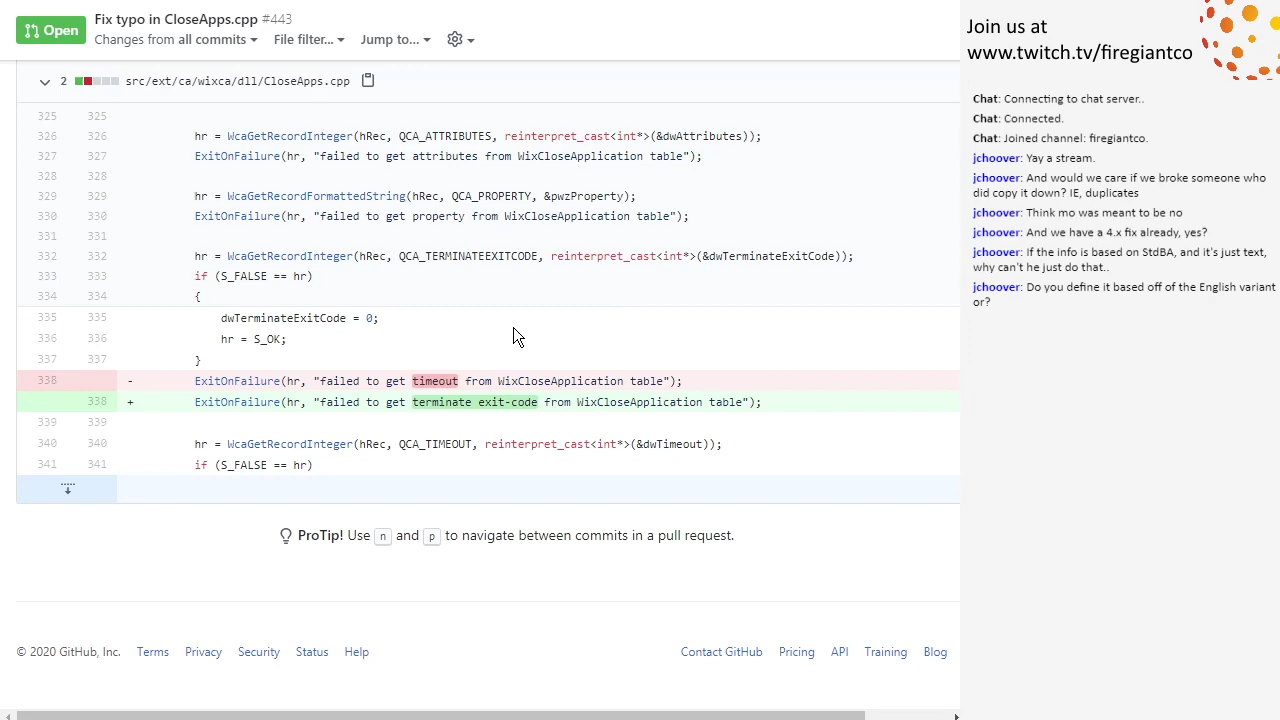 Open
Fix typo in CloseApps.cpp #443
Changes from all commits
File filter...
Jump to...
2 src/ext/ca/wixca/dll/CloseApps.cpp
325 325
326 326 hr = WcaGetRecordInteger(hRec, QCA_ATTRIBUTES, reinterpret_cast<int*>(&dwAttributes));
327 327 ExitOnFailure(hr, "failed to get attributes from WixCloseApplication table");
328 328
329 329 hr = WcaGetRecordFormattedString(hRec, QCA_PROPERTY, &pwzProperty);
330 330 ExitOnFailure(hr, "failed to get property from WixCloseApplication table");
331 331
332 332 hr = WcaGetRecordInteger(hRec, QCA_TERMINATEEXITCODE, reinterpret_cast<int*>(&dwTerminateExitCode));
333 333 if (S_FALSE == hr)
334 334 {
335 335 dwTerminateExitCode = 0;
336 336 hr = S_OK;
337 337 }
338 - ExitOnFailure(hr, "failed to get timeout from WixCloseApplication table");
338 + ExitOnFailure(hr, "failed to get terminate exit-code from WixCloseApplication table");
339 339
340 340 hr = WcaGetRecordInteger(hRec, QCA_TIMEOUT, reinterpret_cast<int*>(&dwTimeout));
341 341 if (S_FALSE == hr)
ProTip! Use n and p to navigate between commits in a pull request.
© 2020 GitHub, Inc. Terms Privacy Security Status Help Contact GitHub Pricing API Training Blog
Join us at
www.twitch.tv/firegiantco
Chat: Connecting to chat server..
Chat: Connected.
Chat: Joined channel: firegiantco.
jchoover: Yay a stream.
jchoover: And would we care if we broke someone who
did copy it down? IE, duplicates
jchoover: Think mo was meant to be no
jchoover: And we have a 4.x fix already, yes?
jchoover: If the info is based on StdBA, and it's just text,
why can't he just do that..
jchoover: Do you define it based off of the English variant
or?